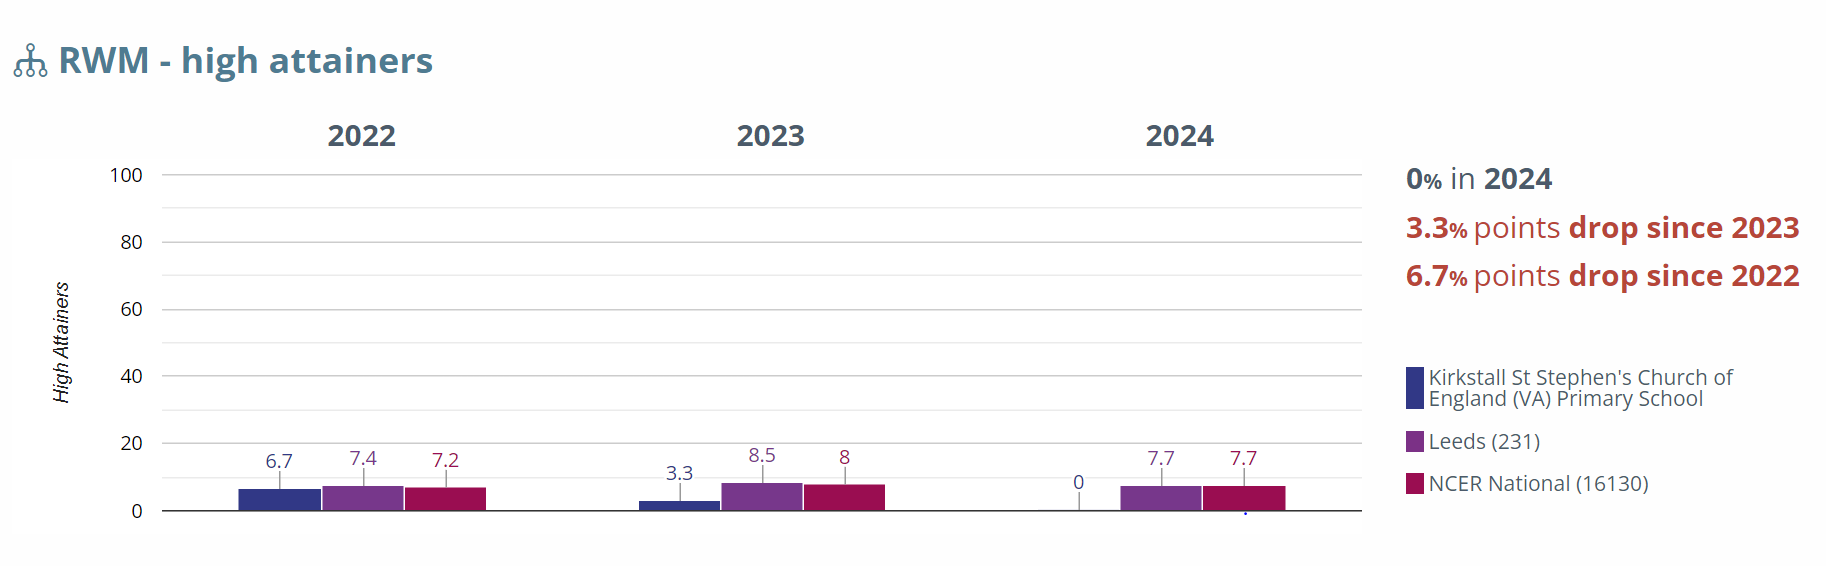 RWM - high attainers
2022
2023
2024
100
80
60
40
20
0
High Attainers
6.7
7.4
7.2
3.3
8.5
8
0
7.7
7.7
0% in 2024
3.3% points drop since 2023
6.7% points drop since 2022
Kirkstall St Stephen's Church of
England (VA) Primary School
Leeds (231)
NCER National (16130)